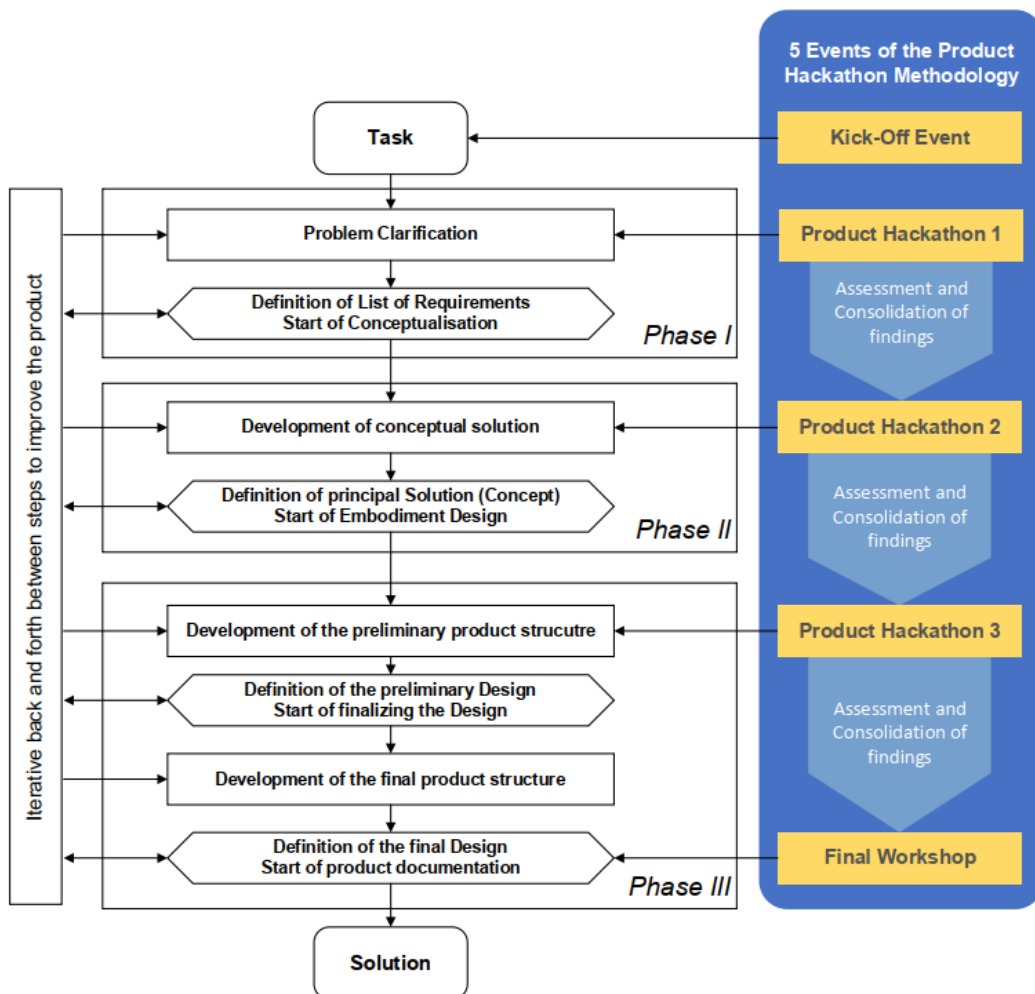 5 Events of the Product
Hackathon Methodology
Task
Kick-Off Event
Iterative back and forth between steps to improve the product
Problem Clarification
Product Hackathon 1
Definition of List of Requirements
Start of Conceptualisation
Phase I
Assessment and
Consolidation of
findings
Development of conceptual solution
Product Hackathon 2
Definition of principal Solution (Concept)
Start of Embodiment Design
Phase II
Assessment and
Consolidation of
findings
Development of the preliminary product strucutre
Product Hackathon 3
Definition of the preliminary Design
Start of finalizing the Design
Assessment and
Consolidation of
findings
Development of the final product structure
Definition of the final Design
Start of product documentation
Final Workshop
Phase III
Solution